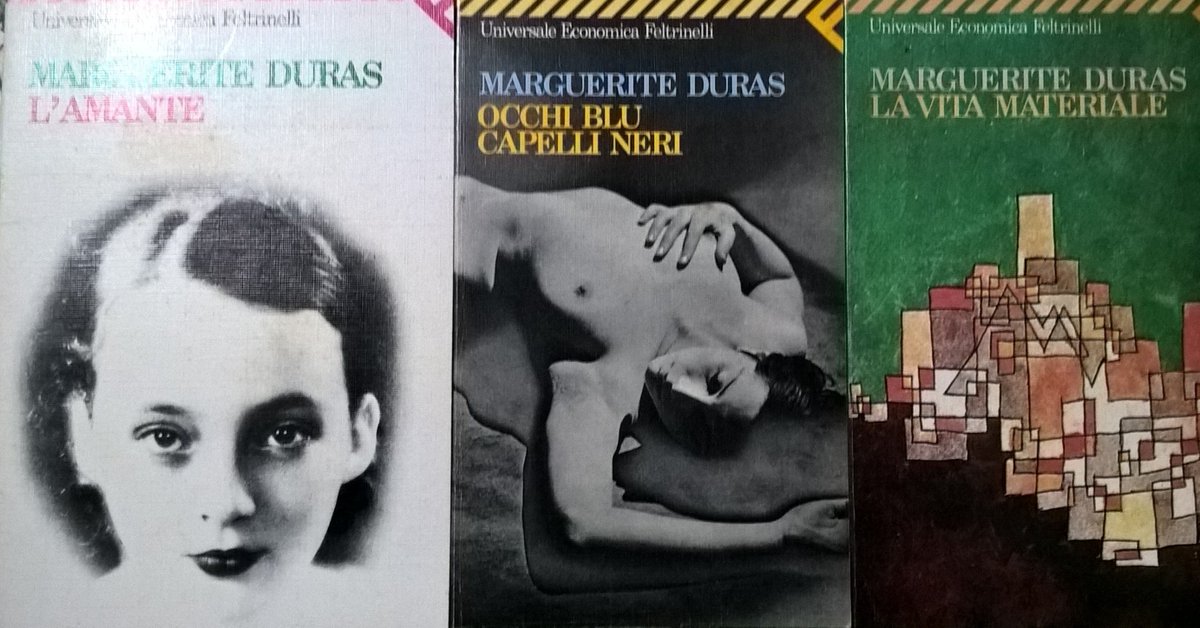 Universale Economica Feltrinelli
MARGUERITE DURAS
L'AMANTE
Universale Economica Feltrinelli
MARGUERITE DURAS
OCCHI BLU
CAPELLI NERI
Universale Economica Feltrinelli
MARGUERITE DURAS
LA VITA MATERIALE